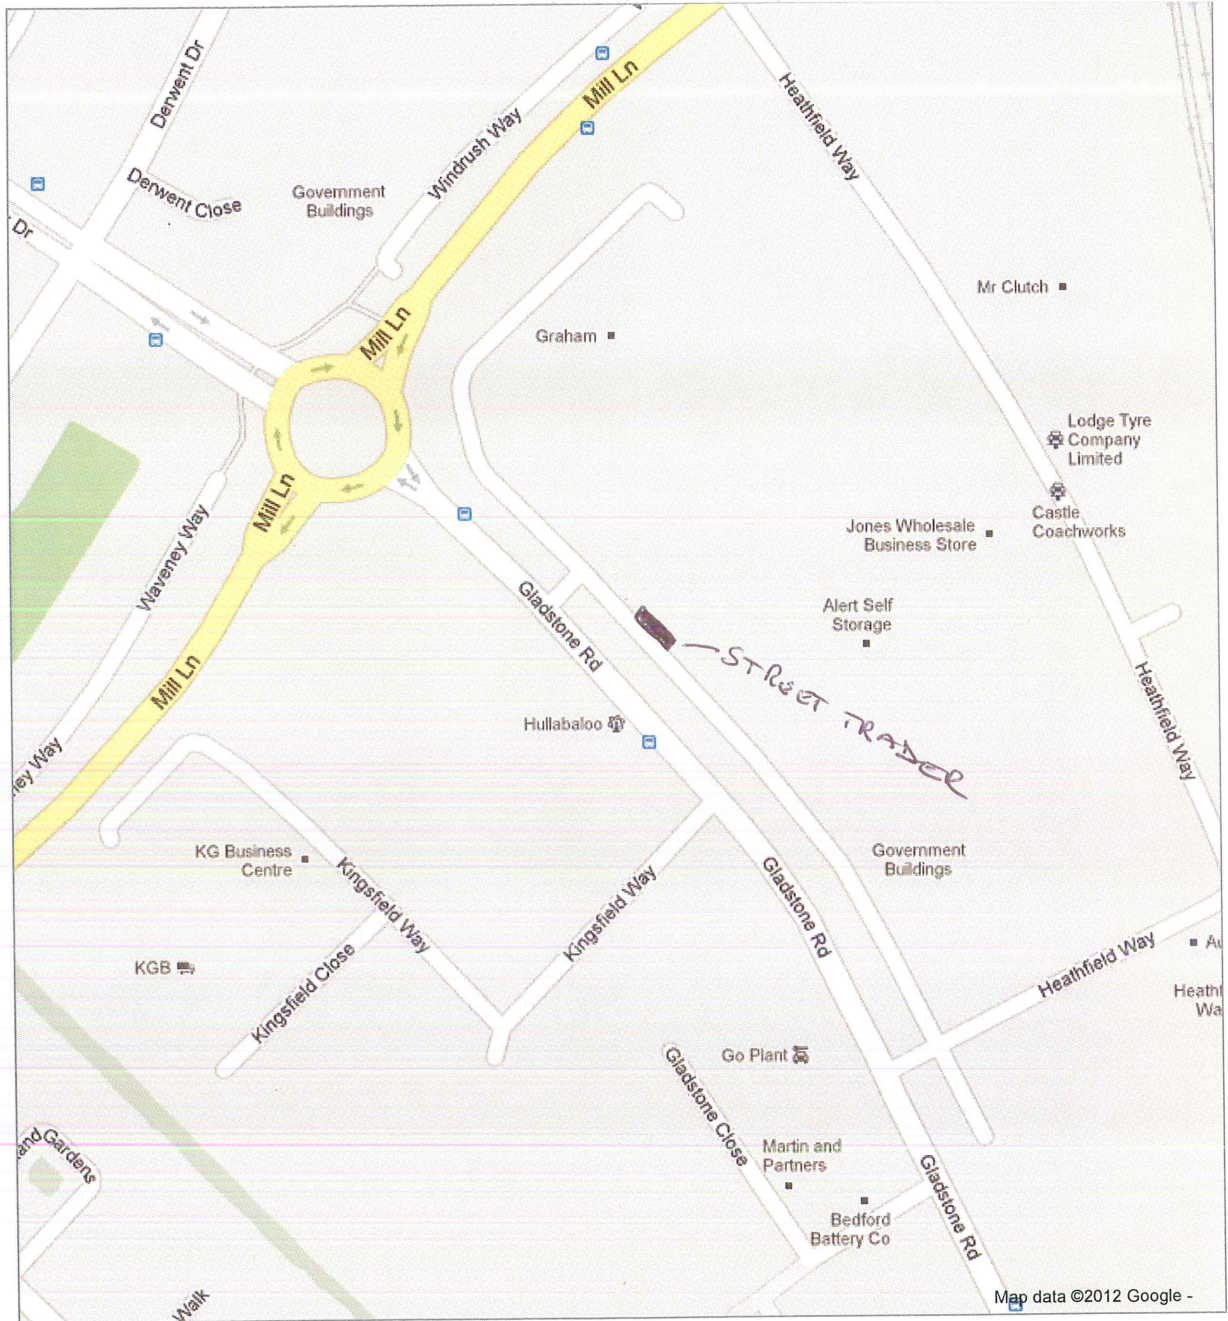 Derwent Dr
Mill Ln
Heathfield Way
Windrush Way
Derwent Close
Government
Buildings
Dr
Mr Clutch
Mill Ln
Graham
Lodge Tyre
Company
Limited
Castle
Coachworks
Jones Wholesale
Business Store
Mill Ln
Waveney Way
Gladstone Rd
Alert Self
Storage
STREET TRADER
Mill Ln
Heathfield Way
Hullabaloo
ney Way
KG Business
Centre
Kingsfield Way
Kingsfield Way
Gladstone Rd
Government
Buildings
Heathfield Way
Au
KGB
Kingsfield Close
Heathf
Wa
Go Plant
Gladstone Close
and Gardens
Martin and
Partners
Bedford
Battery Co
Gladstone Rd
Walk
Map data ©2012 Google -